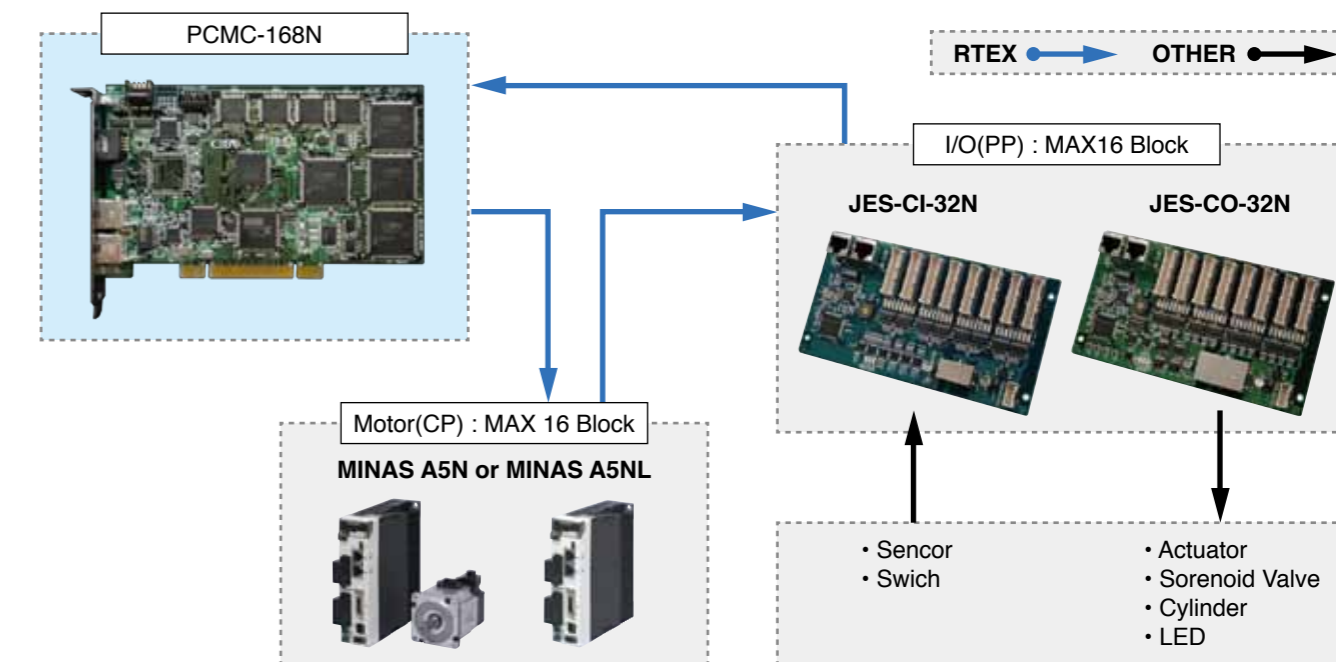 PCMC-168N
RTEX
OTHER
I/O(PP) : MAX16 Block
JES-CI-32N
JES-CO-32N
Motor(CP) : MAX 16 Block
MINAS A5N or MINAS A5NL
・Sencor
・Swich
・Actuator
・Sorenoid Valve
・Cylinder
・LED